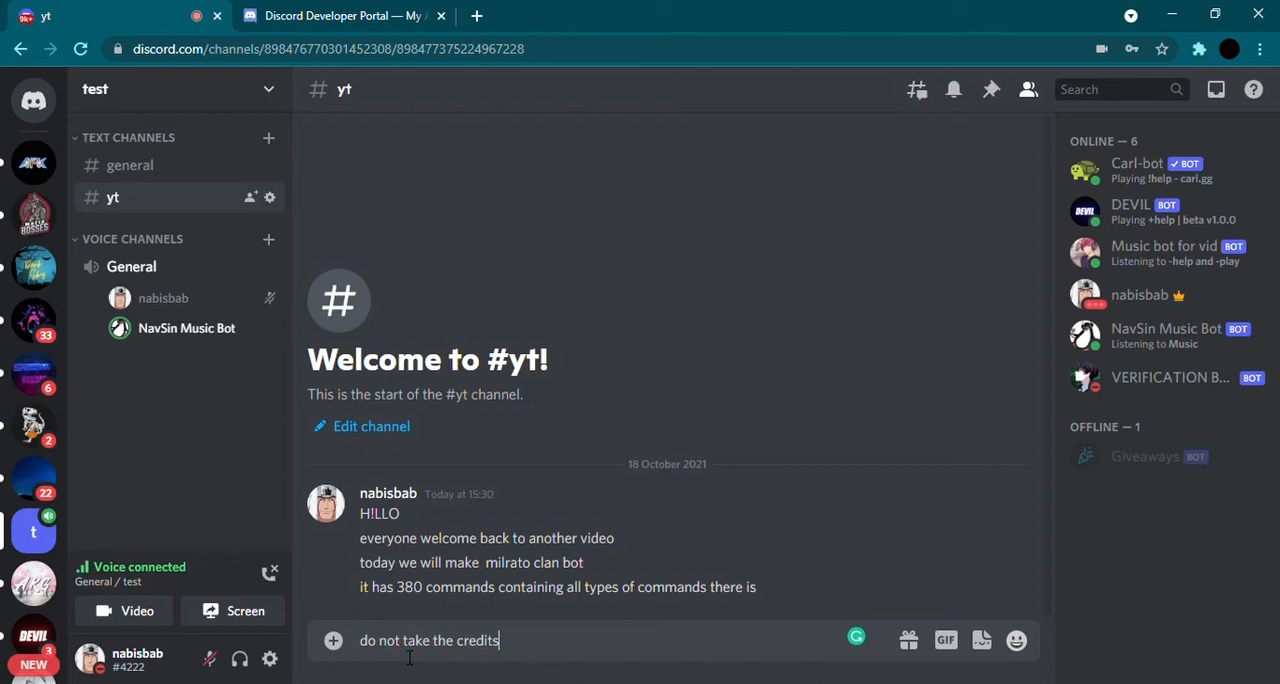 9k+ yt
Discord Developer Portal — My A
discord.com/channels/898476770301452308/898477375224967228
test
yt
Search
TEXT CHANNELS
general
yt
VOICE CHANNELS
General
nabisbab
NavSin Music Bot
AFK
MAFIA
BOSSES
33
6
2
22
t
AKG
DEVIL
3
NEW
Voice connected
General / test
Video
Screen
nabisbab
#4222
Welcome to #yt!
This is the start of the #yt channel.
Edit channel
18 October 2021
nabisbab Today at 15:30
H!LLO
everyone welcome back to another video
today we will make  milrato clan bot
it has 380 commands containing all types of commands there is
do not take the credits
GIF
ONLINE — 6
Carl-bot BOT
Playing !help - carl.gg
DEVIL BOT
Playing +help | beta v1.0.0
Music bot for vid BOT
Listening to -help and -play
nabisbab
NavSin Music Bot BOT
Listening to Music
VERIFICATION B... BOT
OFFLINE — 1
Giveaways BOT